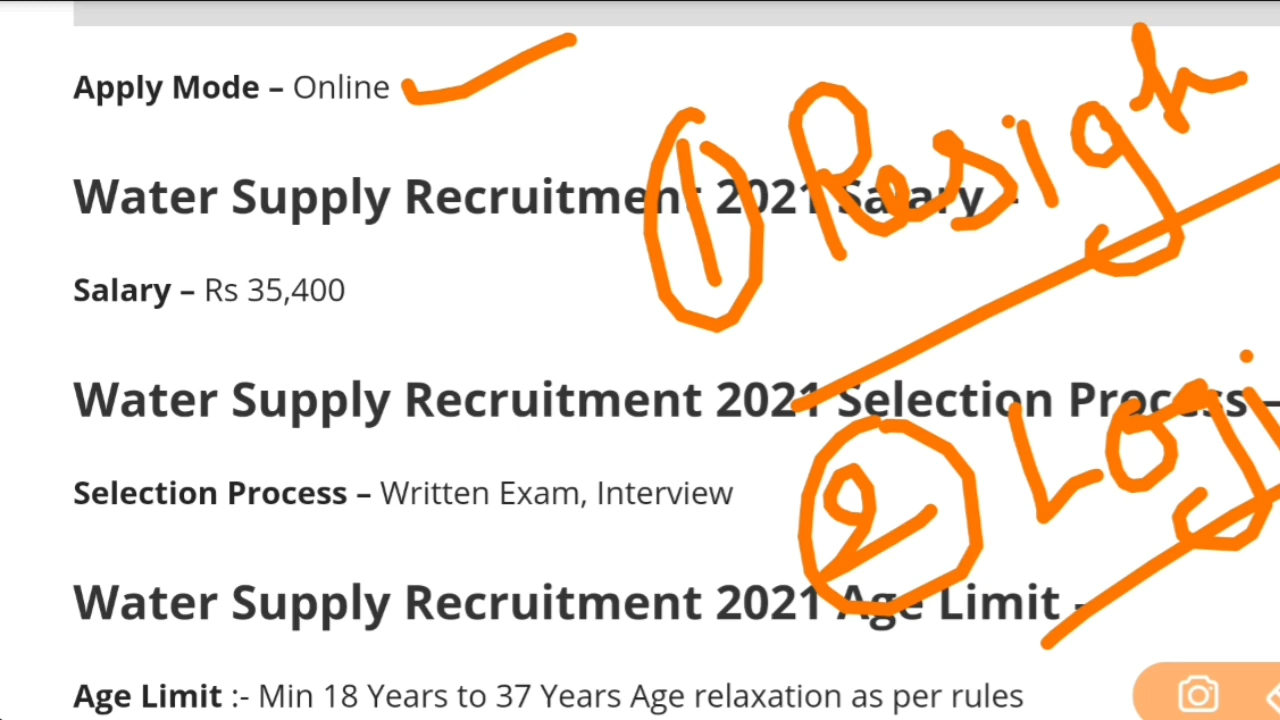 Apply Mode – Online
① Resigh
Water Supply Recruitment 2021 Salary -
Salary – Rs 35,400
Water Supply Recruitment 2021 Selection Process –
② Logi
Selection Process – Written Exam, Interview
Water Supply Recruitment 2021 Age Limit -
Age Limit :- Min 18 Years to 37 Years Age relaxation as per rules